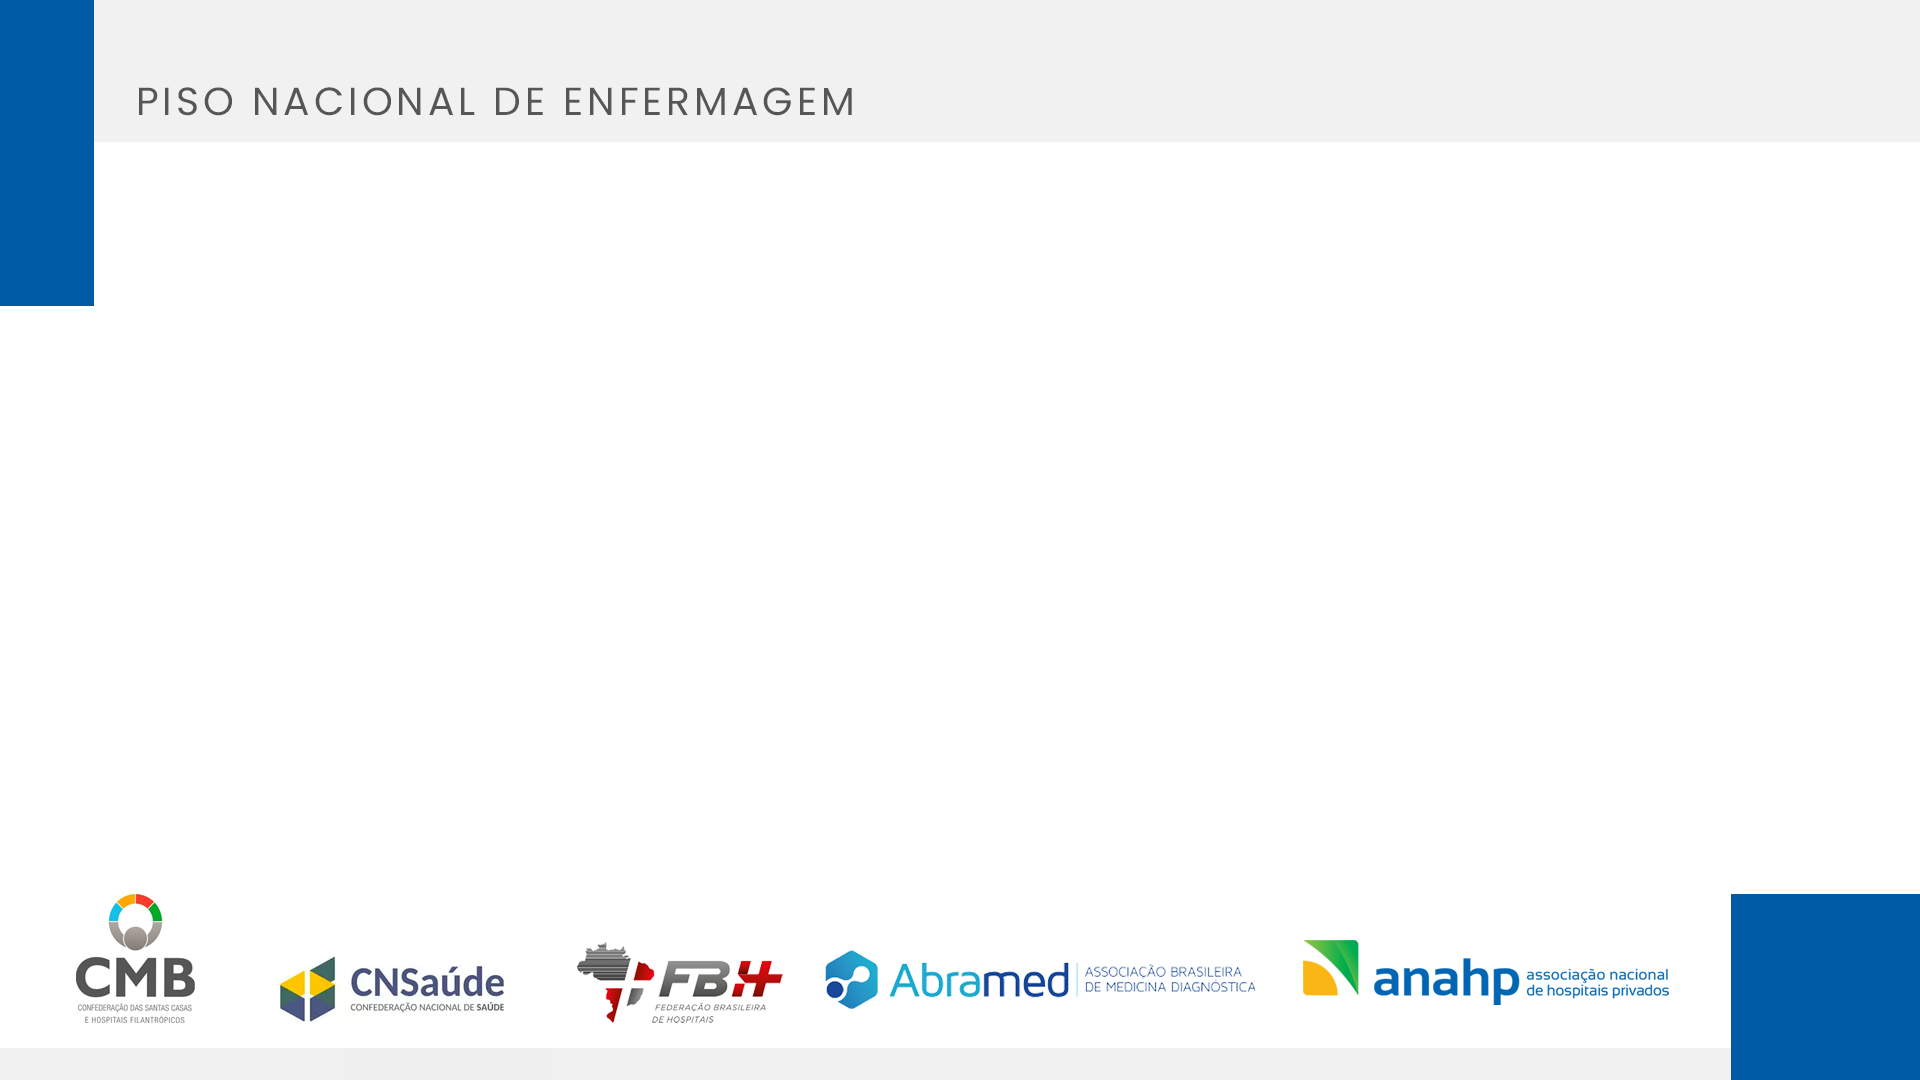 PISO NACIONAL DE ENFERMAGEM
CMB
CONFEDERAÇÃO DAS SANTAS CASAS
E HOSPITAIS FILANTRÓPICOS
CNSaúde
CONFEDERAÇÃO NACIONAL DE SAÚDE
FBH
FEDERAÇÃO BRASILEIRA
DE HOSPITAIS
Abramed
ASSOCIAÇÃO BRASILEIRA
DE MEDICINA DIAGNÓSTICA
anahp
associação nacional
de hospitais privados